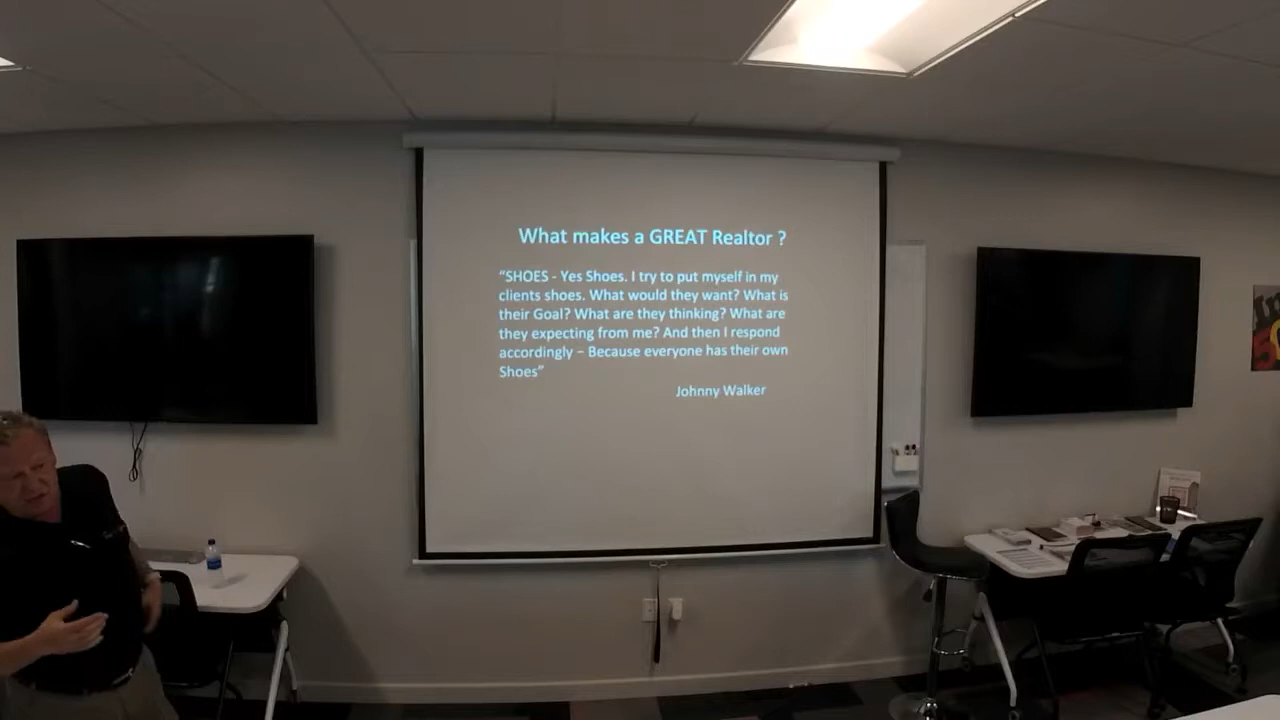 What makes a GREAT Realtor ?
“SHOES - Yes Shoes. I try to put myself in my
clients shoes. What would they want? What is
their Goal? What are they thinking? What are
they expecting from me? And then I respond
accordingly – Because everyone has their own
Shoes”
Johnny Walker